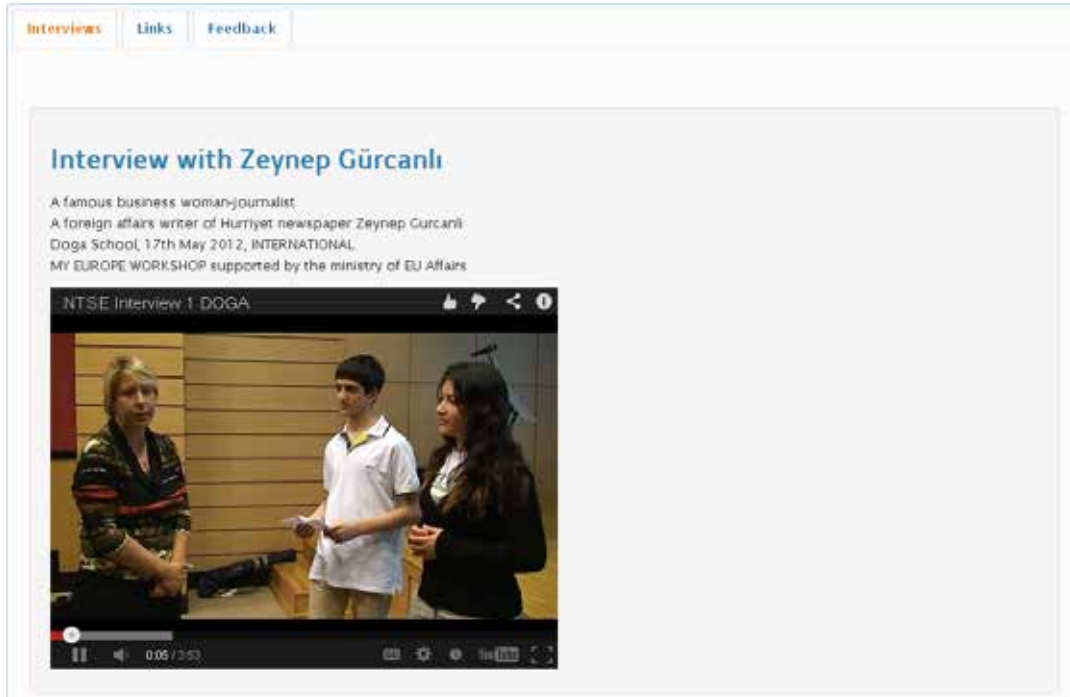 Interviews Links Feedback
Interview with Zeynep Gürcanlı
A famous business woman-journalist
A foreign affairs writer of Hurriyet newspaper Zeynep Gurcanli
Doga School, 17th May 2012, INTERNATIONAL
MY EUROPE WORKSHOP supported by the ministry of EU Affairs
NTSE Interview 1 DOGA
0:05 / 3:53
YouTube